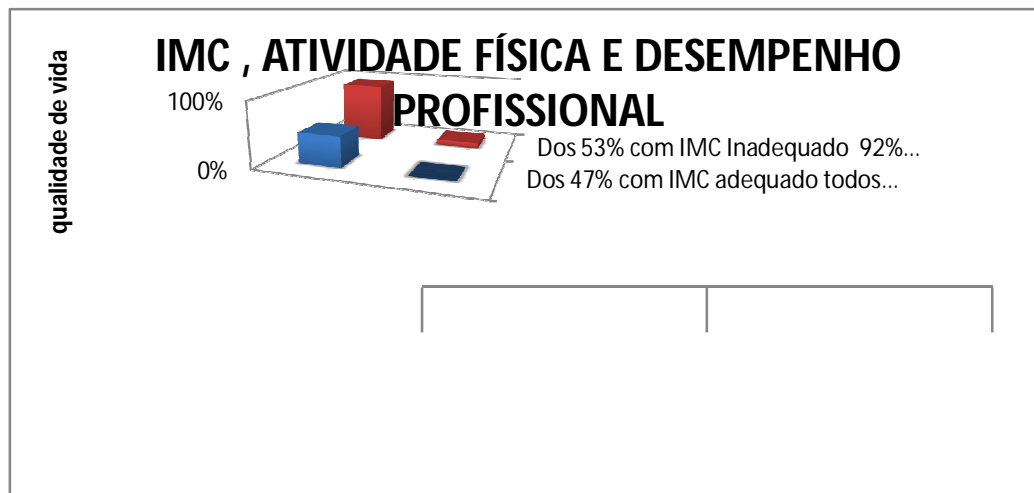 IMC , ATIVIDADE FÍSICA E DESEMPENHO
PROFISSIONAL
qualidade de vida
100%
0%
Dos 53% com IMC Inadequado 92%...
Dos 47% com IMC adequado todos...